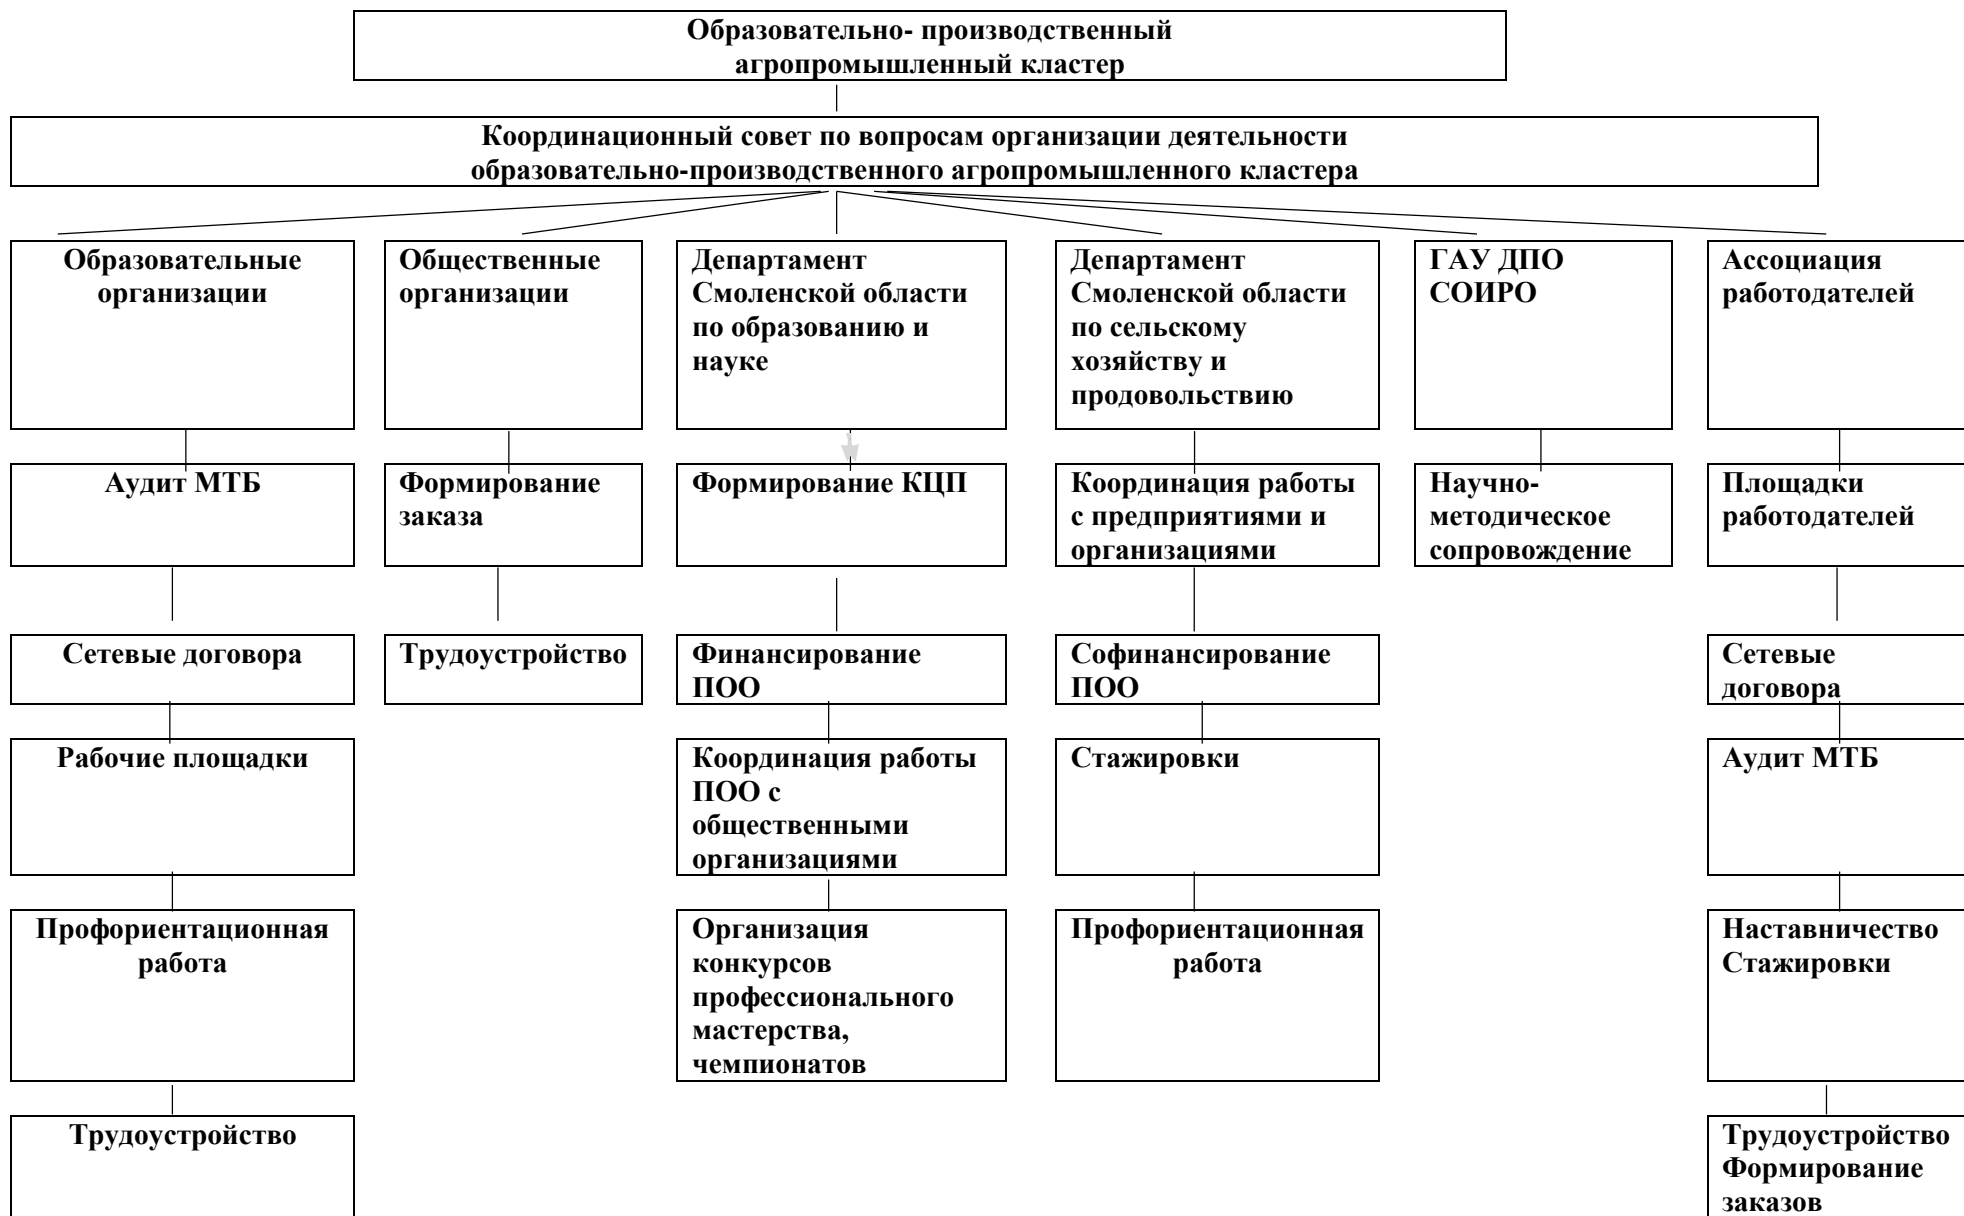 Образовательно- производственный
агропромышленный кластер
Координационный совет по вопросам организации деятельности
образовательно-производственного агропромышленного кластера
Образовательные
организации
Общественные
организации
Департамент
Смоленской области
по образованию и
науке
Департамент
Смоленской области
по сельскому
хозяйству и
продовольствию
ГАУ ДПО
СОИРО
Ассоциация
работодателей
Аудит МТБ
Формирование
заказа
Формирование КЦП
Координация работы
с предприятиями и
организациями
Научно-
методическое
сопровождение
Площадки
работодателей
Сетевые договора
Трудоустройство
Финансирование
ПОО
Софинансирование
ПОО
Сетевые
договора
Рабочие площадки
Координация работы
ПОО с
общественными
организациями
Стажировки
Аудит МТБ
Профориентационная
работа
Организация
конкурсов
профессионального
мастерства,
чемпионатов
Профориентационная
работа
Наставничество
Стажировки
Трудоустройство
Трудоустройство
Формирование
заказов